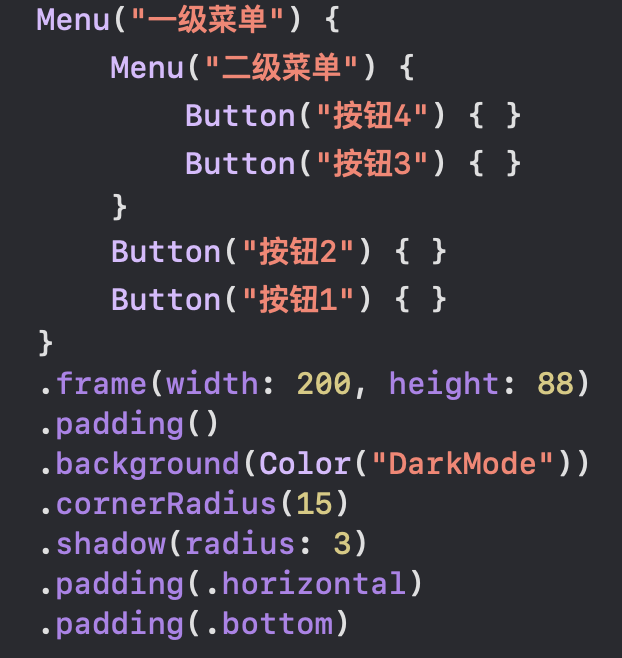 Menu("一级菜单") {
    Menu("二级菜单") {
        Button("按钮4") { }
        Button("按钮3") { }
    }
    Button("按钮2") { }
    Button("按钮1") { }
}
.frame(width: 200, height: 88)
.padding()
.background(Color("DarkMode"))
.cornerRadius(15)
.shadow(radius: 3)
.padding(.horizontal)
.padding(.bottom)